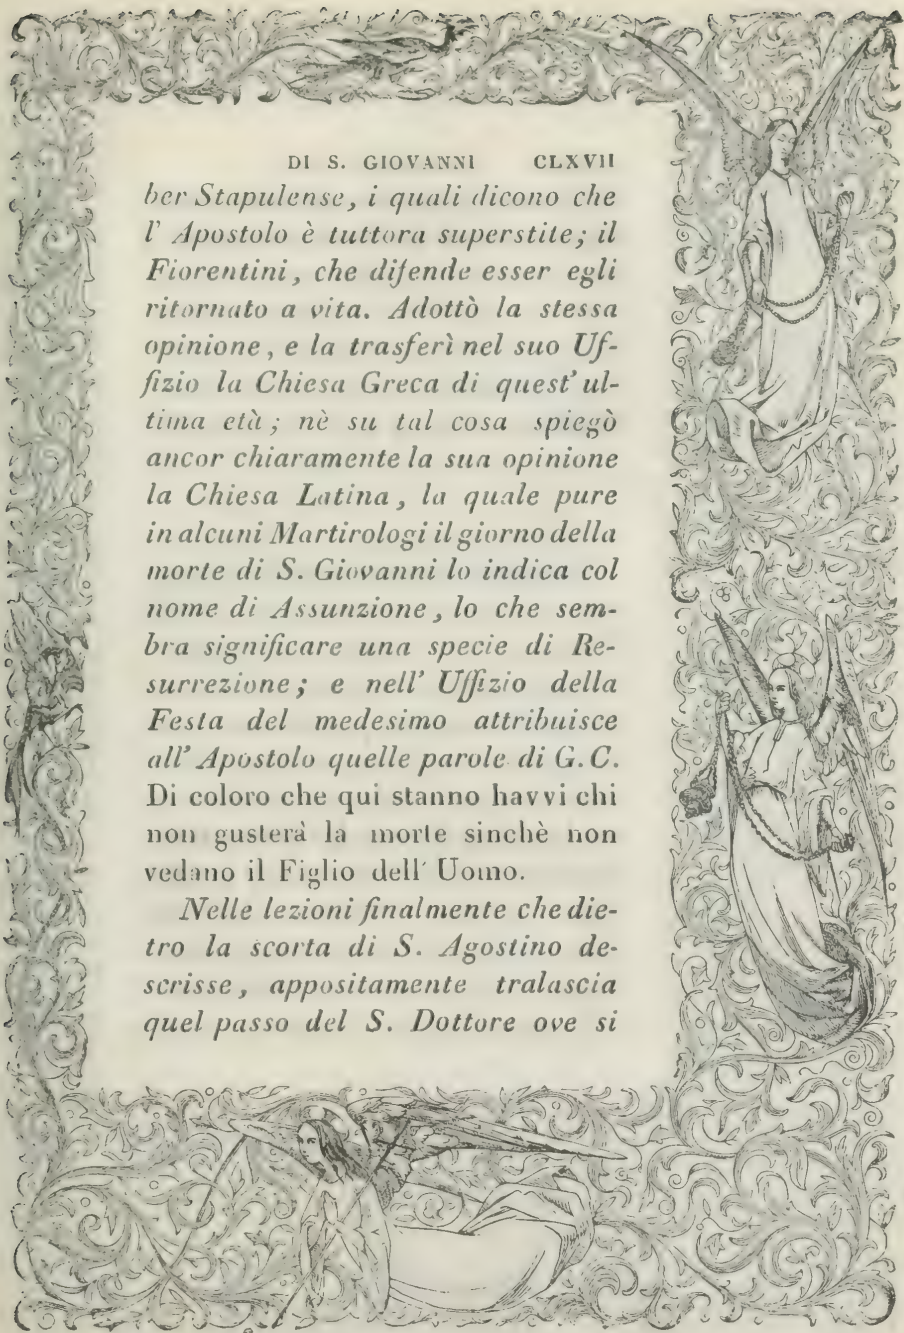 DI S. GIOVANNI CLXVII
ber Stapulense, i quali dicono che
l' Apostolo è tuttora superstite; il
Fiorentini, che difende esser egli
ritornato a vita. Adottò la stessa
opinione, e la trasferì nel suo Uf-
fizio la Chiesa Greca di quest' ul-
tima età; nè su tal cosa spiegò
ancor chiaramente la sua opinione
la Chiesa Latina, la quale pure
in alcuni Martirologi il giorno della
morte di S. Giovanni lo indica col
nome di Assunzione, lo che sem-
bra significare una specie di Re-
surrezione; e nell' Uffizio della
Festa del medesimo attribuisce
all' Apostolo quelle parole di G. C.
Di coloro che qui stanno havvi chi
non gusterà la morte sinchè non
vedano il Figlio dell' Uomo.
Nelle lezioni finalmente che die-
tro la scorta di S. Agostino de-
scrisse, appositamente tralascia
quel passo del S. Dottore ove si